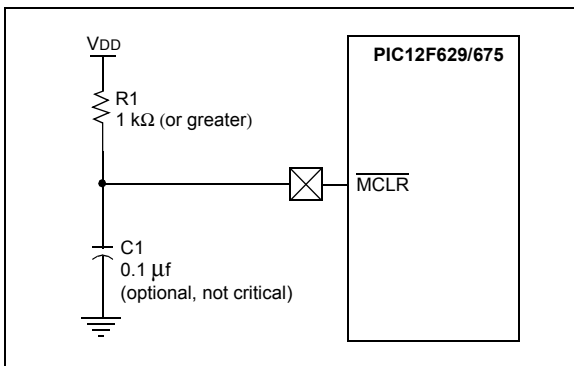 VDD
PIC12F629/675
R1
1 kΩ (or greater)
MCLR
C1
0.1 μf
(optional, not critical)